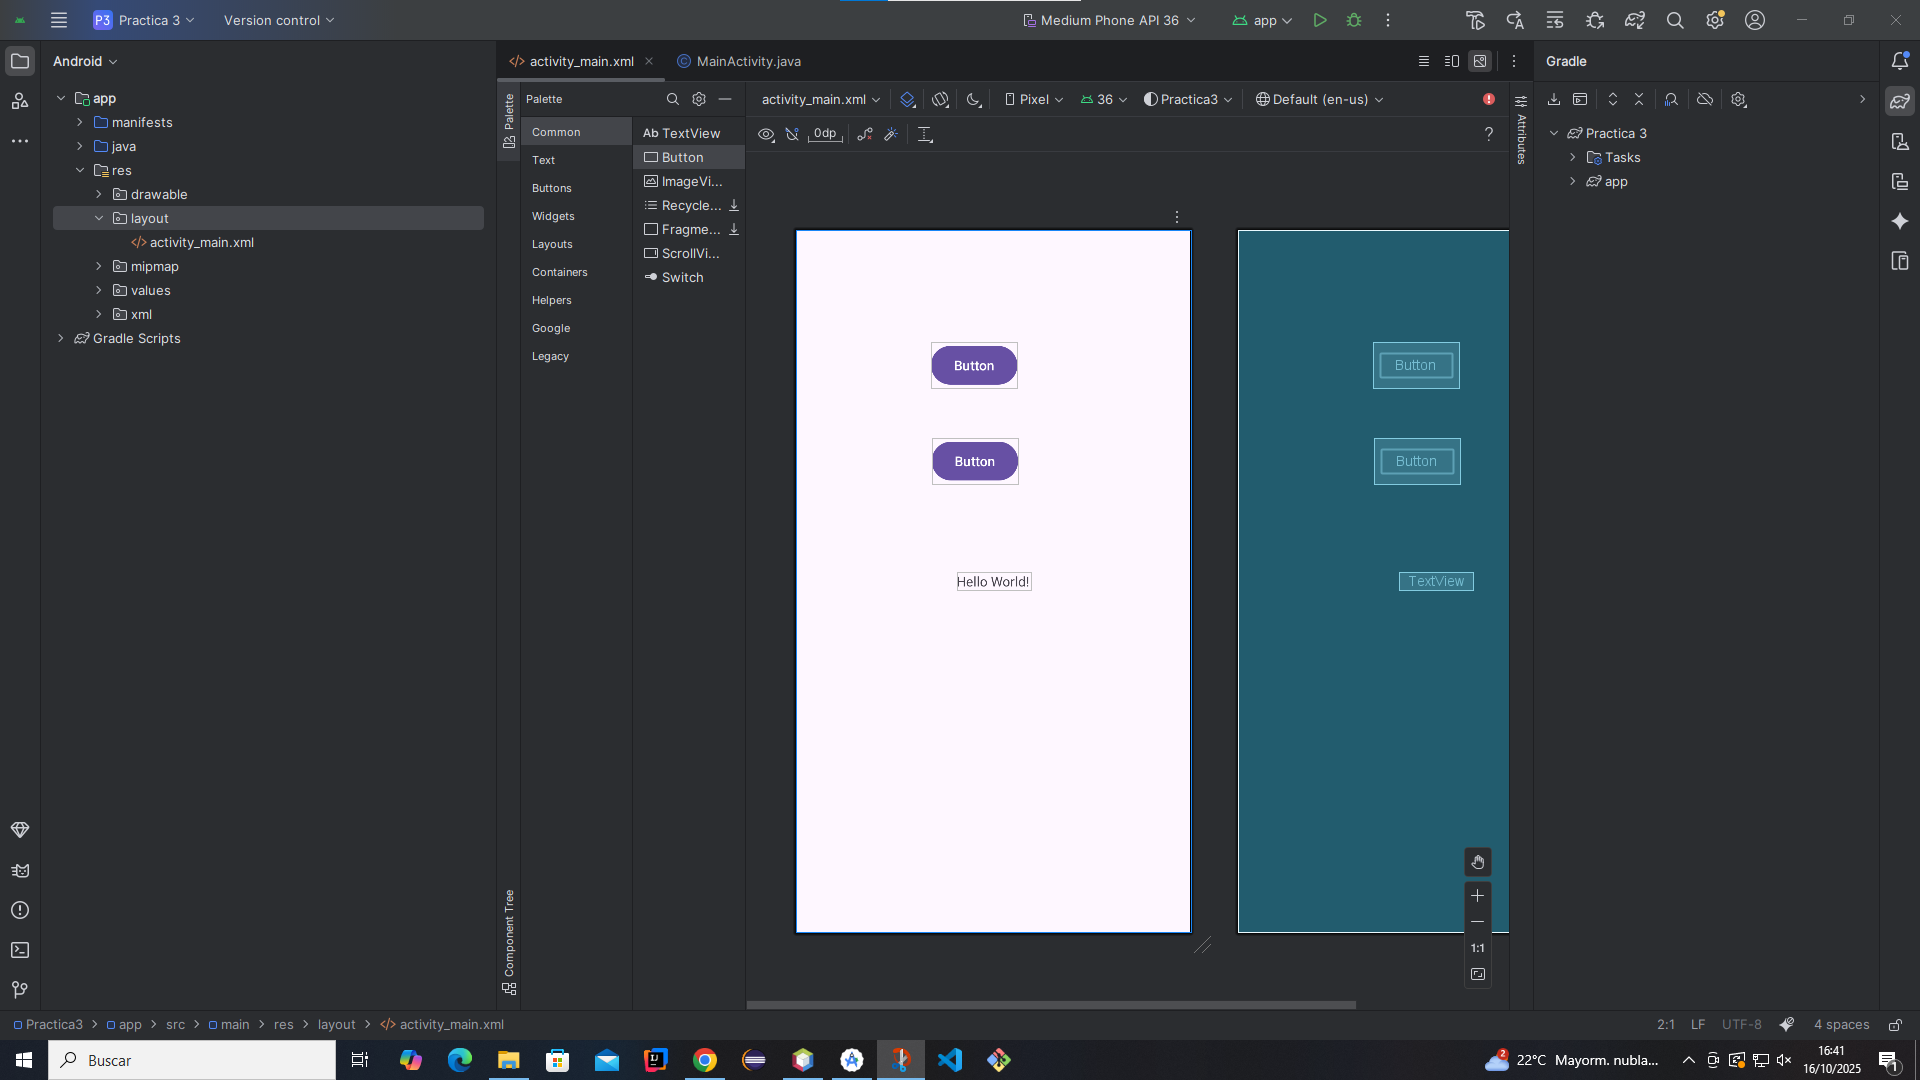 P3 Practica 3
Version control
Medium Phone API 36
app
Android
activity_main.xml
MainActivity.java
Gradle
app
manifests
java
res
drawable
layout
activity_main.xml
mipmap
values
xml
Gradle Scripts
Palette
Palette
Common
Text
Buttons
Widgets
Layouts
Containers
Helpers
Google
Legacy
Ab TextView
Button
ImageVi...
Recycle...
Fragme...
ScrollVi...
Switch
activity_main.xml
Pixel
36
Practica3
Default (en-us)
0dp
?
Button
Button
Hello World!
Button
Button
TextView
1:1
Attributes
Component Tree
Practica 3
Tasks
app
Practica3 > app > src > main > res > layout > activity_main.xml
2:1 LF UTF-8 4 spaces
Buscar
2
22°C Mayorm. nubla...
16:41
16/10/2025
1